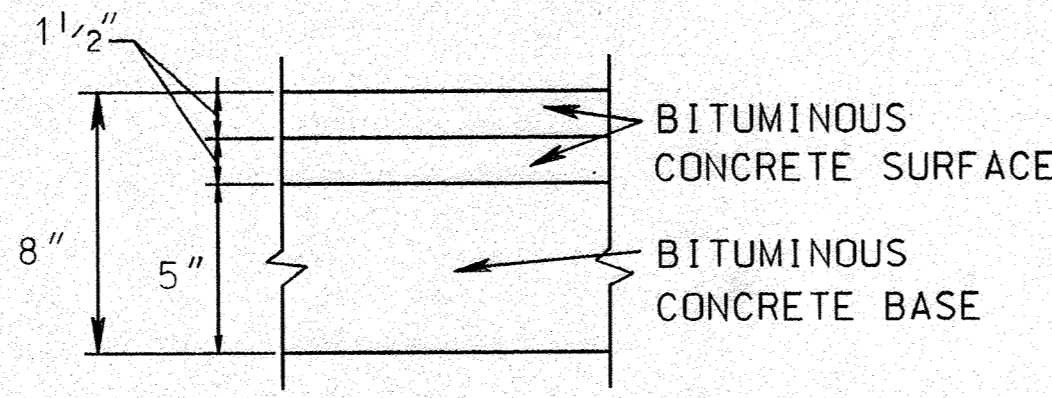 1 1/2"
BITUMINOUS
CONCRETE SURFACE
8"
5"
BITUMINOUS
CONCRETE BASE